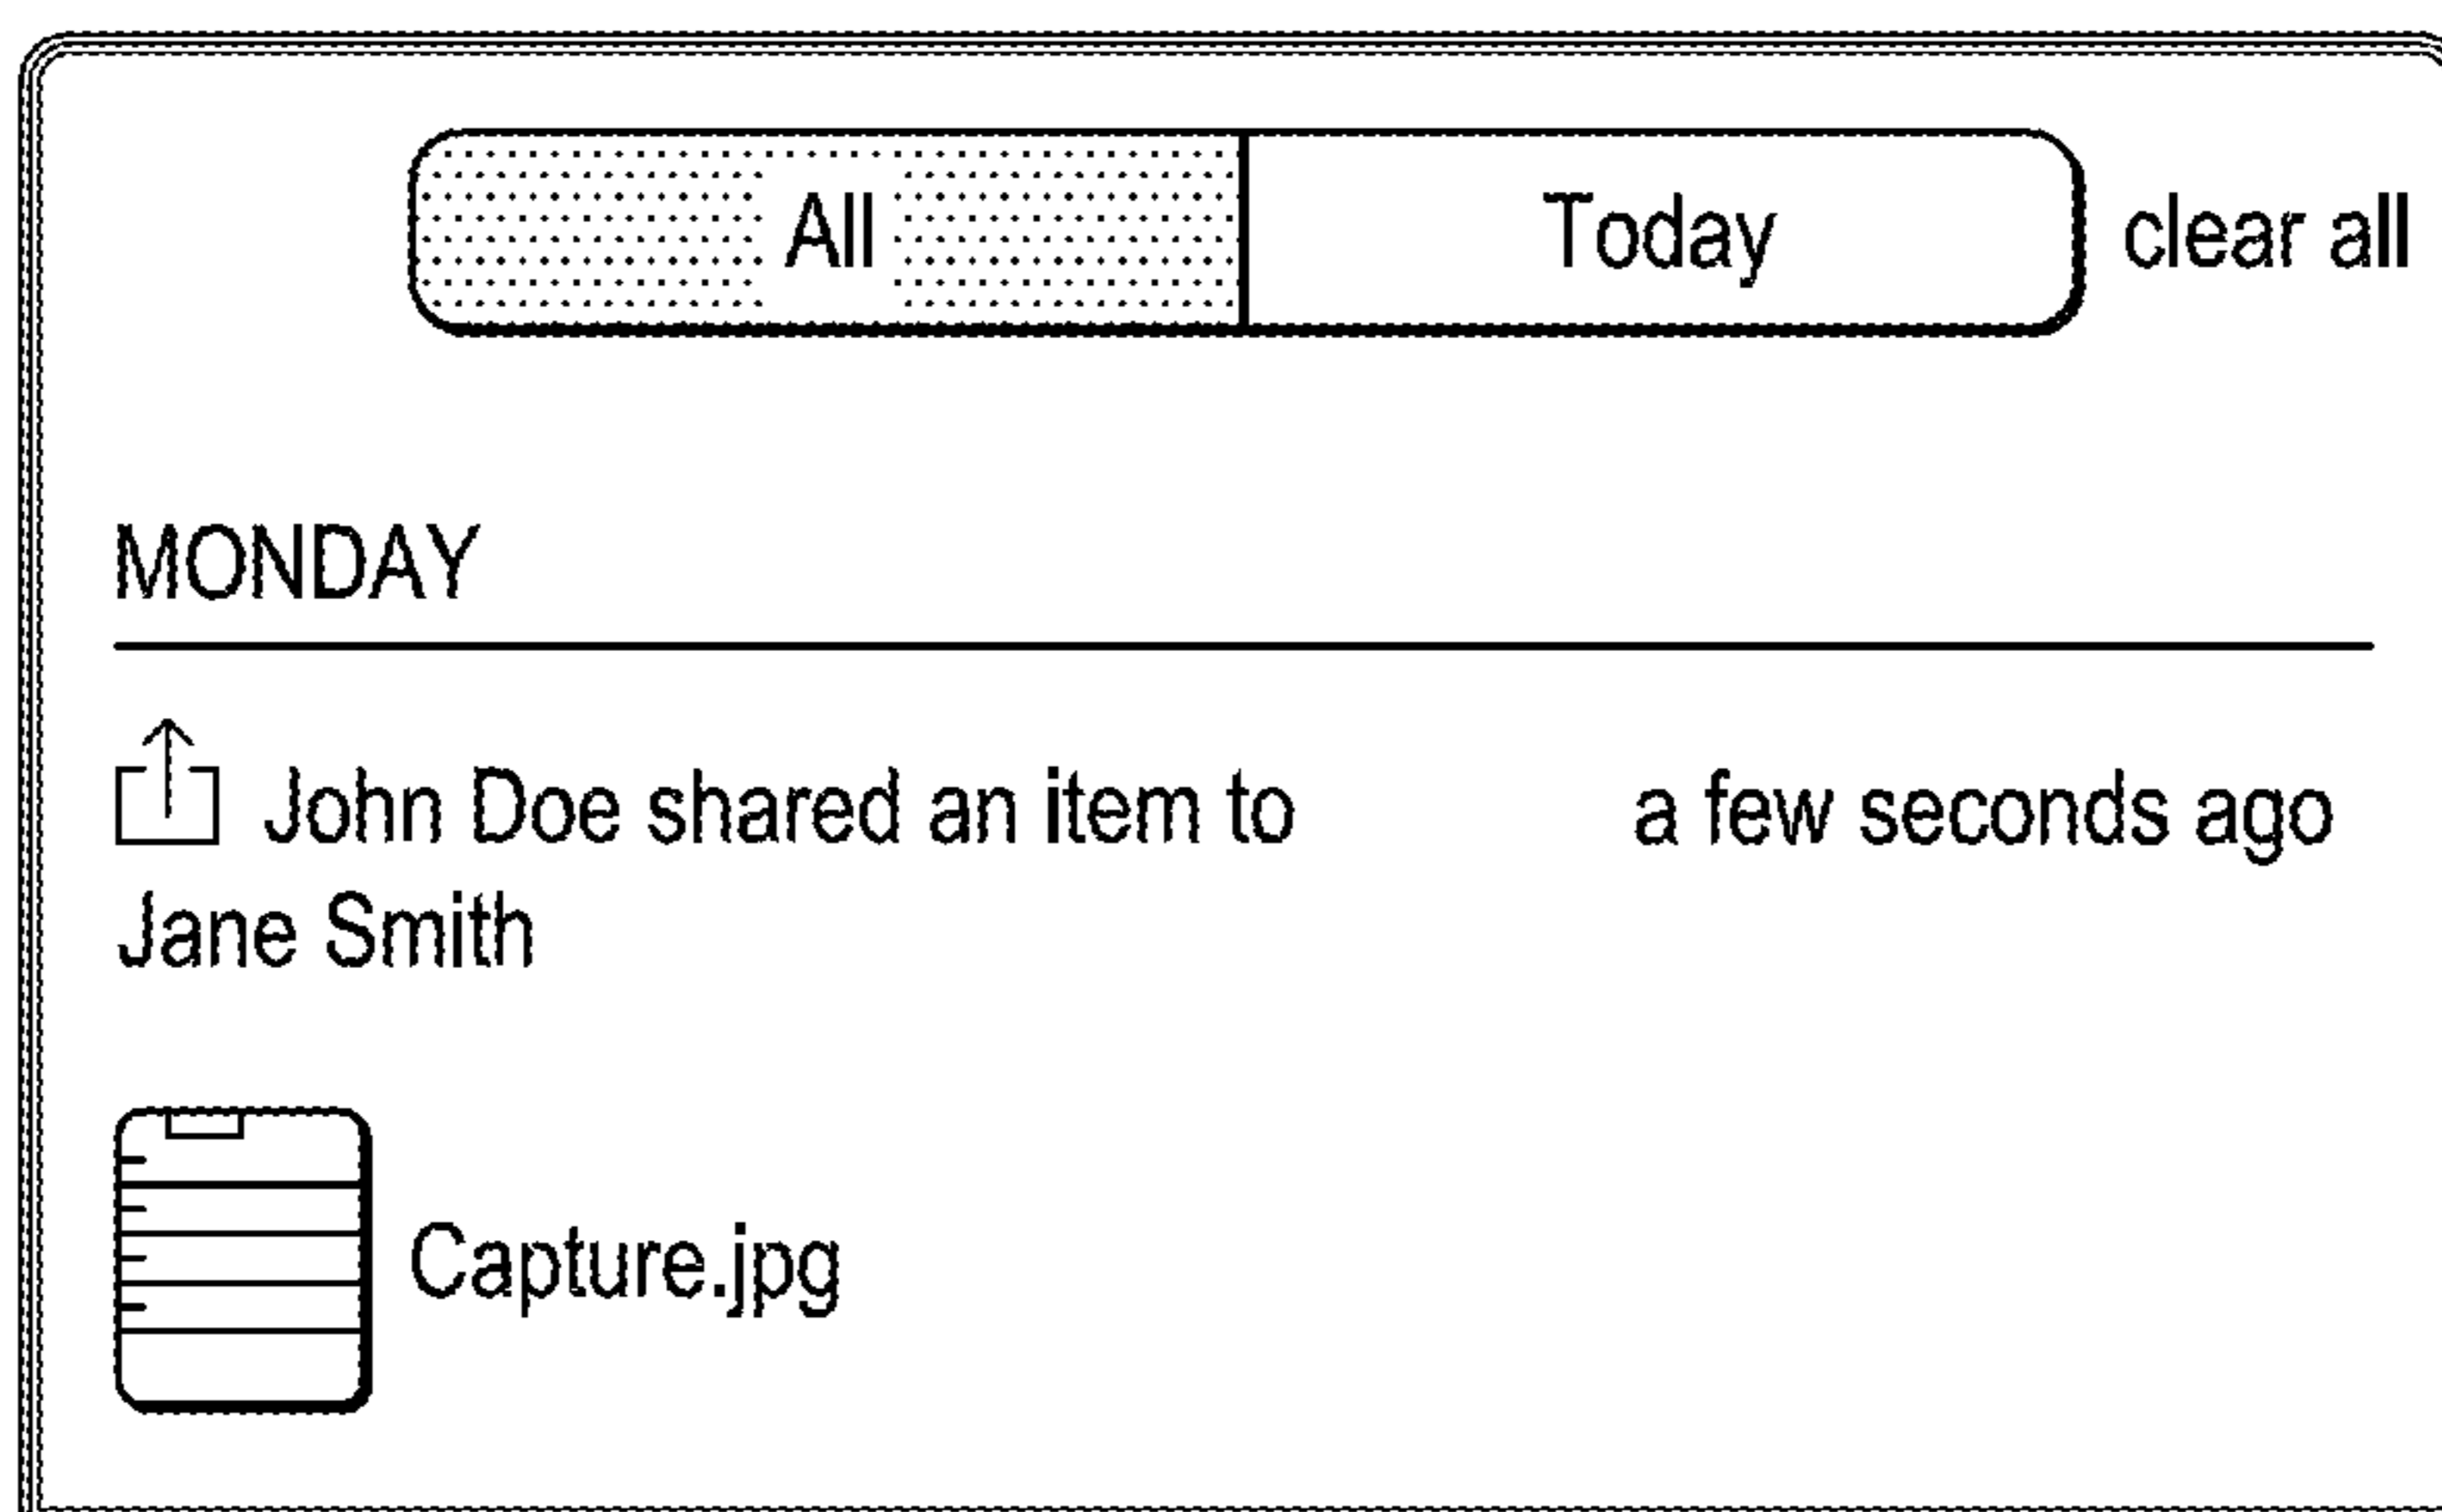 All Today clear all
MONDAY
John Doe shared an item to a few seconds ago
Jane Smith
Capture.jpg